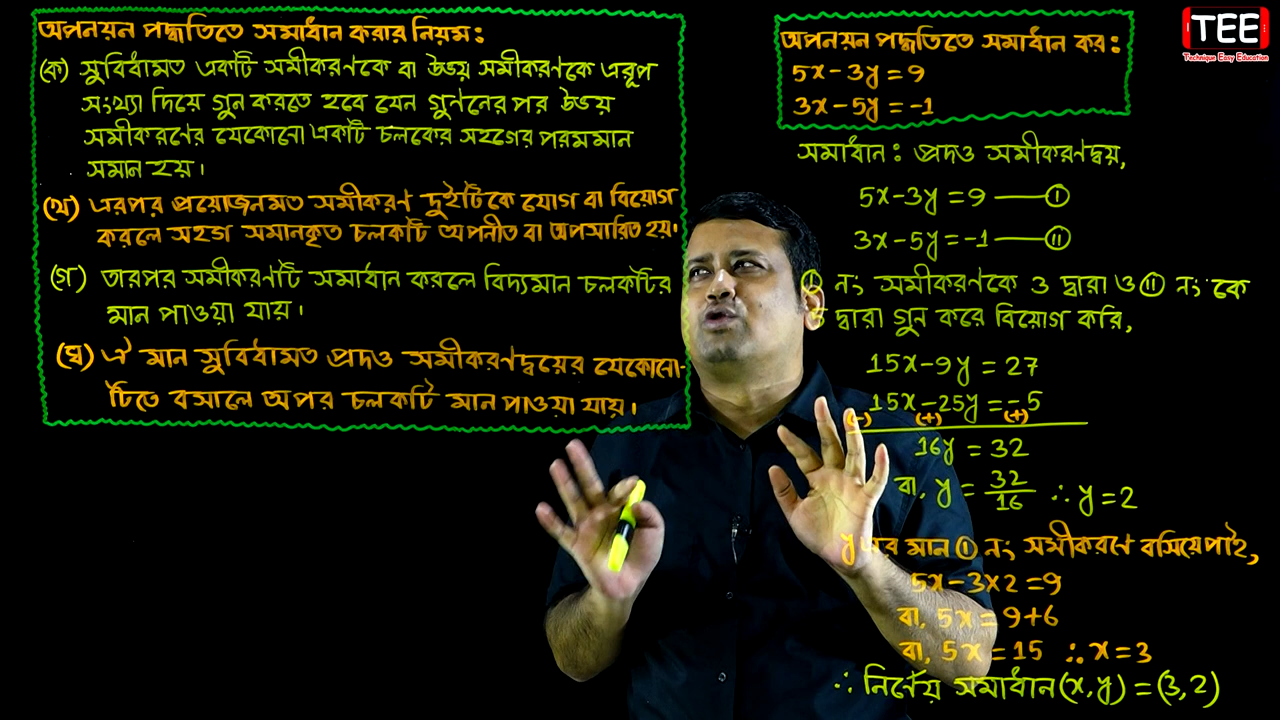 অপনয়ন পদ্ধতিতে সমাধান করার নিয়ম:
(ক) সুবিধামত একটি সমীকরণকে বা উভয় সমীকরণকে এরূপ
সংখ্যা দিয়ে গুন করতে হবে যেন গুণনের পর উভয়
সমীকরণের যেকোনো একটি চলকের সহগের পরমমান
সমান হয়।
(খ) এরপর প্রয়োজনমত সমীকরণ দুইটিকে যোগ বা বিয়োগ
করলে সহগ সমানকৃত চলকটি অপনীত বা অপসারিত হয়।
(গ) তারপর সমীকরণটি সমাধান করলে বিদ্যমান চলকটির
মান পাওয়া যায়।
(ঘ) ঐ মান সুবিধামত প্রদত্ত সমীকরণদ্বয়ের যেকোনো-
টিতে বসালে অপর চলকটি মান পাওয়া যায়।
TEE
Technique Easy Education
অপনয়ন পদ্ধতিতে সমাধান কর:
5x-3y=9
3x-5y=-1
সমাধান: প্রদত্ত সমীকরণদ্বয়,
5x-3y=9 —— Ⓘ
3x-5y=-1 —— ⓘⓘ
Ⓘ নং সমীকরণকে 3 দ্বারা ও ⓘⓘ নং কে
দ্বারা গুন করে বিয়োগ করি,
15x-9y=27
15x-25y=-5
(-) (+) (+)
16y=32
বা, y=32/16 ∴ y=2
y এর মান Ⓘ নং সমীকরণে বসিয়ে পাই,
5x-3×2=9
বা, 5x=9+6
বা, 5x=15 ∴ x=3
∴ নির্ণেয় সমাধান (x,y)=(3,2)